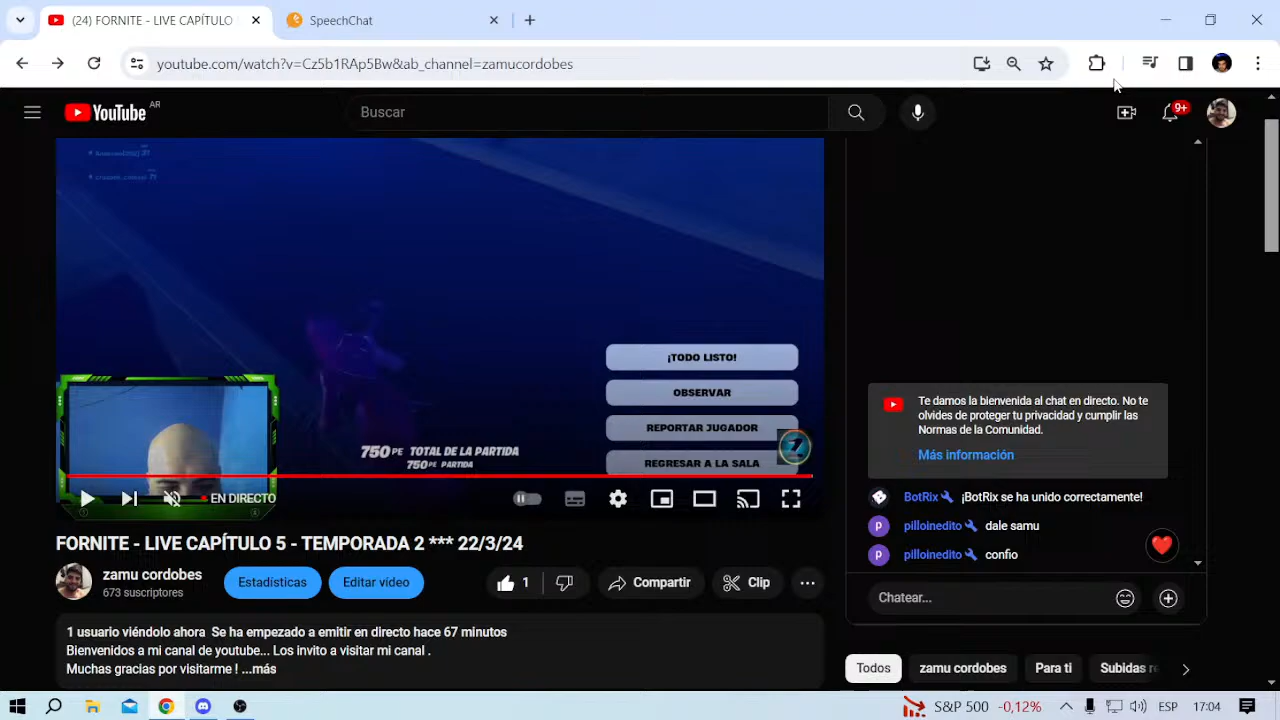 (24) FORNITE - LIVE CAPÍTULO
SpeechChat
youtube.com/watch?v=Cz5b1RAp5Bw&ab_channel=zamucordobes
YouTube AR
Buscar
9+
¡TODO LISTO!
OBSERVAR
REPORTAR JUGADOR
REGRESAR A LA SALA
750 PE TOTAL DE LA PARTIDA
750 PE PARTIDA
EN DIRECTO
FORNITE - LIVE CAPÍTULO 5 - TEMPORADA 2 *** 22/3/24
zamu cordobes
673 suscriptores
Estadísticas
Editar vídeo
1
Compartir
Clip
1 usuario viéndolo ahora Se ha empezado a emitir en directo hace 67 minutos
Bienvenidos a mi canal de youtube... Los invito a visitar mi canal .
Muchas gracias por visitarme ! ...más
Te damos la bienvenida al chat en directo. No te
olvides de proteger tu privacidad y cumplir las
Normas de la Comunidad.
Más información
BotRix ¡BotRix se ha unido correctamente!
p pilloinedito dale samu
p pilloinedito confio
Chatear...
Todos
zamu cordobes
Para ti
Subidas re
S&P 500 -0,12%
ESP
17:04